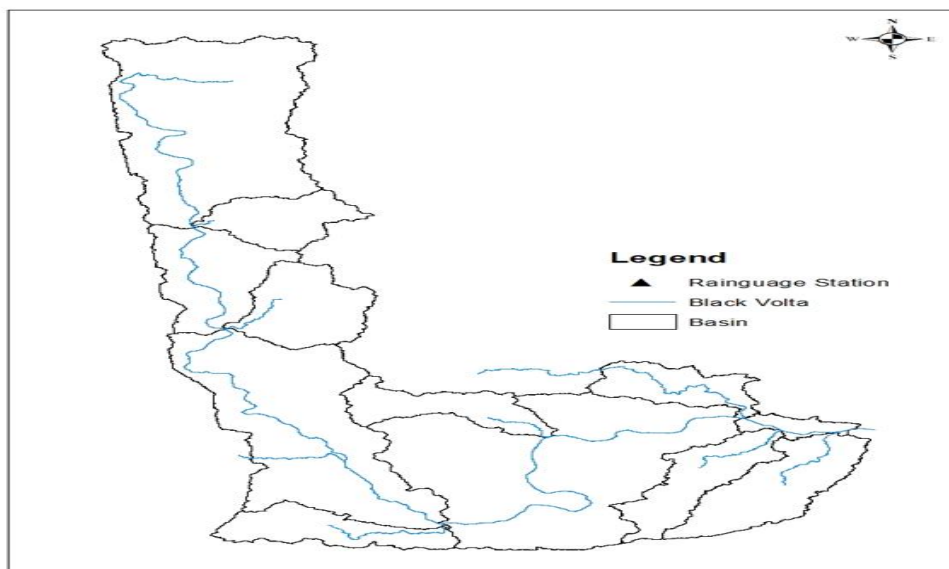 N
W E
S
Legend
Rainguage Station
Black Volta
Basin